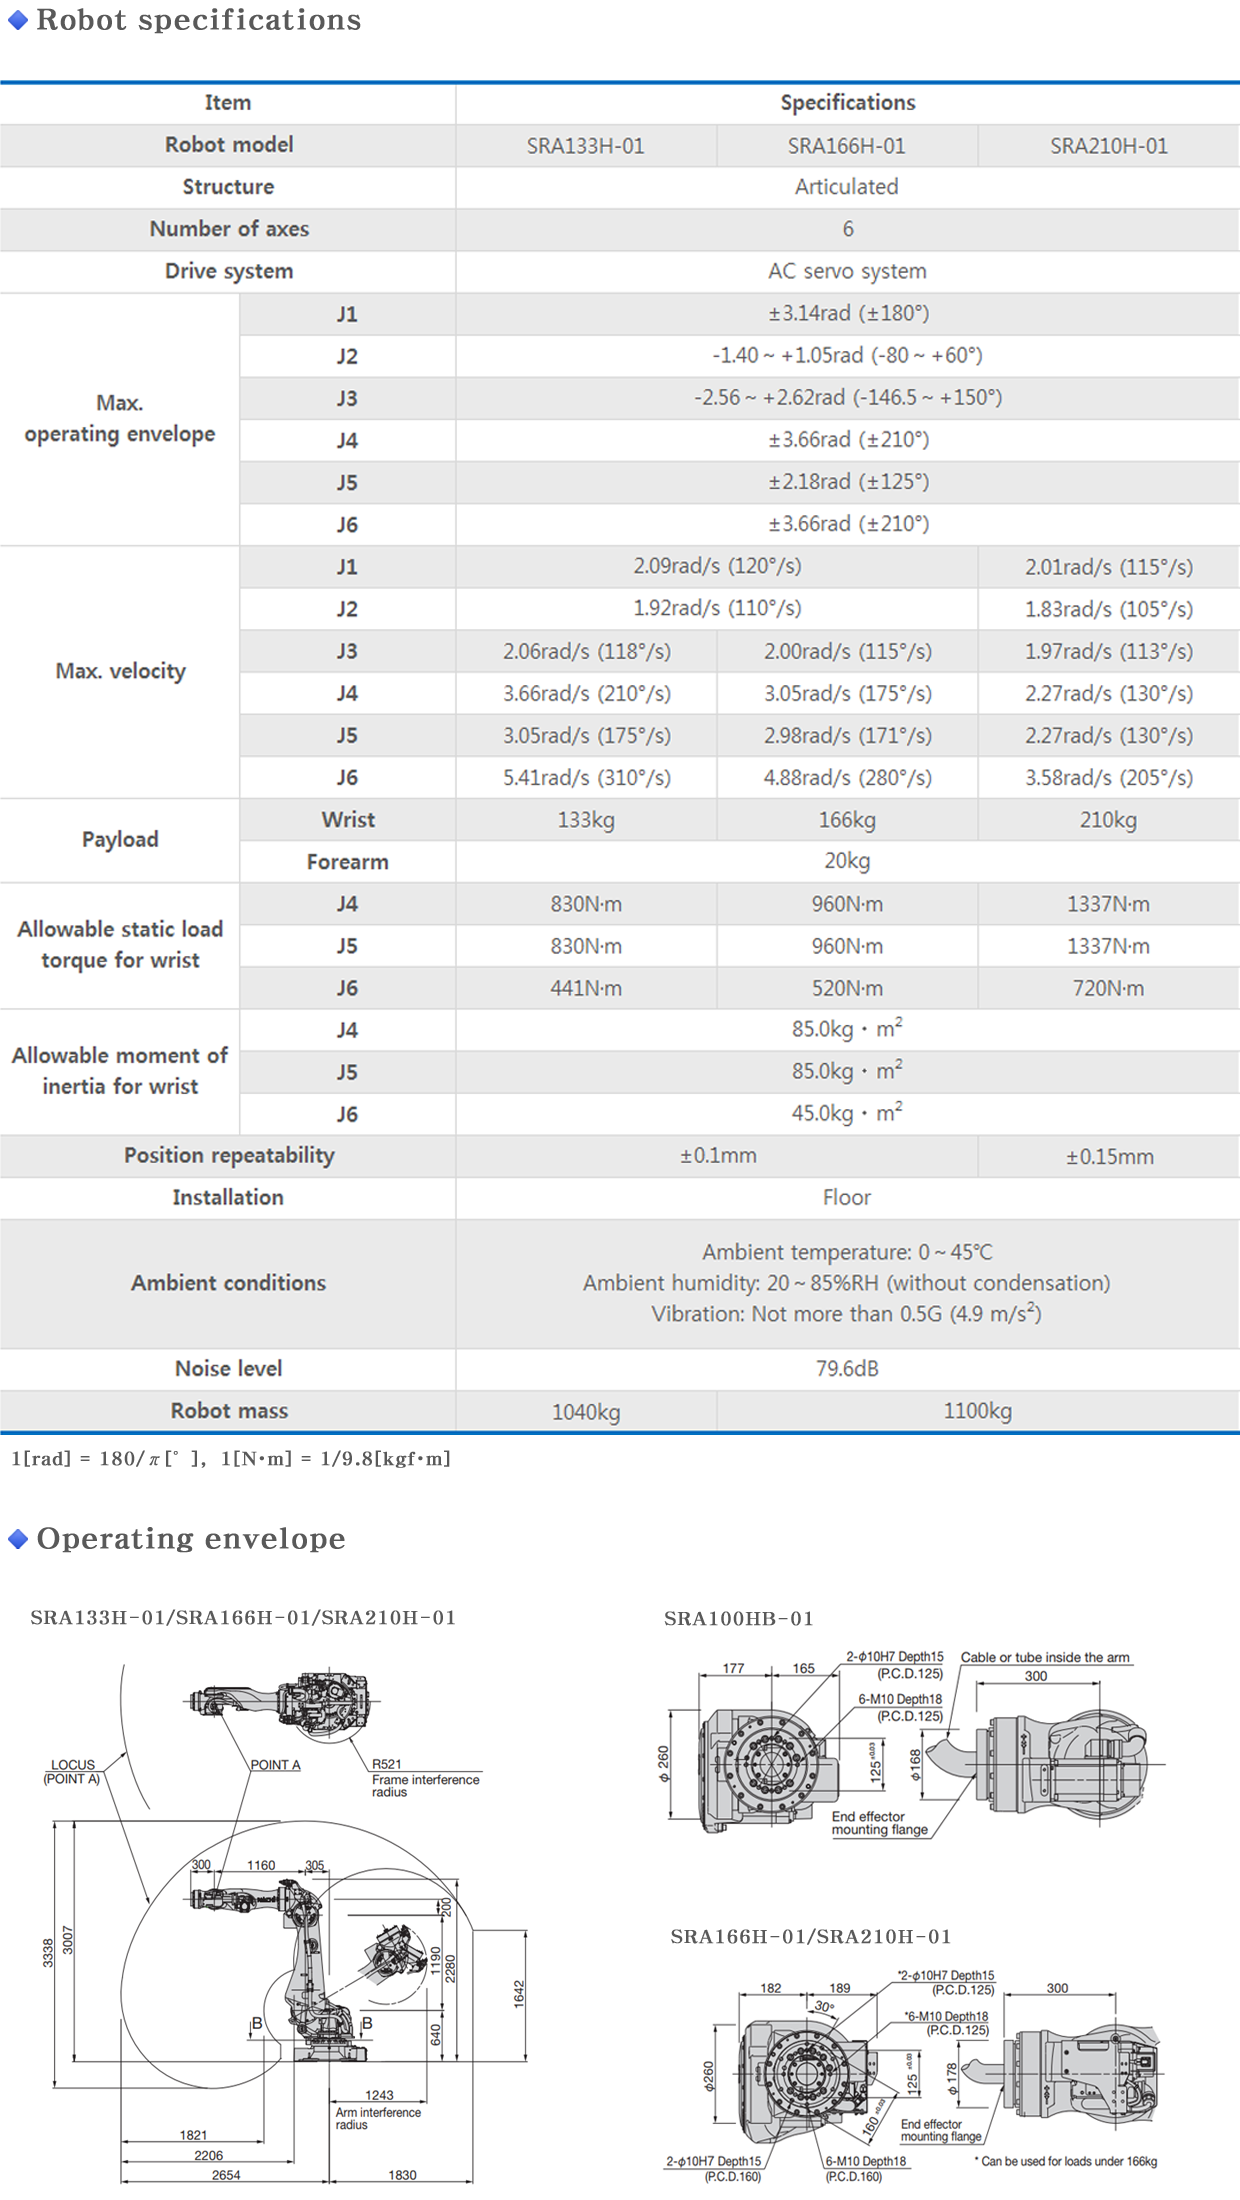 Robot specifications
Item Specifications
Robot model SRA133H-01 SRA166H-01 SRA210H-01
Structure Articulated
Number of axes 6
Drive system AC servo system
Max. operating envelope
J1 ±3.14rad (±180°)
J2 -1.40 ~ +1.05rad (-80 ~ +60°)
J3 -2.56 ~ +2.62rad (-146.5 ~ +150°)
J4 ±3.66rad (±210°)
J5 ±2.18rad (±125°)
J6 ±3.66rad (±210°)
Max. velocity
J1 2.09rad/s (120°/s) 2.01rad/s (115°/s)
J2 1.92rad/s (110°/s) 1.83rad/s (105°/s)
J3 2.06rad/s (118°/s) 2.00rad/s (115°/s) 1.97rad/s (113°/s)
J4 3.66rad/s (210°/s) 3.05rad/s (175°/s) 2.27rad/s (130°/s)
J5 3.05rad/s (175°/s) 2.98rad/s (171°/s) 2.27rad/s (130°/s)
J6 5.41rad/s (310°/s) 4.88rad/s (280°/s) 3.58rad/s (205°/s)
Payload
Wrist 133kg 166kg 210kg
Forearm 20kg
Allowable static load
torque for wrist
J4 830N·m 960N·m 1337N·m
J5 830N·m 960N·m 1337N·m
J6 441N·m 520N·m 720N·m
Allowable moment of
inertia for wrist
J4 85.0kg・m²
J5 85.0kg・m²
J6 45.0kg・m²
Position repeatability ±0.1mm ±0.15mm
Installation Floor
Ambient conditions
Ambient temperature: 0 ~ 45℃
Ambient humidity: 20 ~ 85%RH (without condensation)
Vibration: Not more than 0.5G (4.9 m/s²)
Noise level 79.6dB
Robot mass 1040kg 1100kg
1[rad] = 180/π[° ], 1[N·m] = 1/9.8[kgf·m]
Operating envelope
SRA133H-01/SRA166H-01/SRA210H-01
LOCUS
(POINT A)
POINT A
R521
Frame interference
radius
300
1160
305
3338
3007
200
1190
2280
640
1642
B
B
1243
Arm interference
radius
1821
2206
2654
1830
SRA100HB-01
177
165
2-φ10H7 Depth15
(P.C.D.125)
6-M10 Depth18
(P.C.D.125)
Cable or tube inside the arm
300
φ260
125 ±0.03
φ168
End effector
mounting flange
SRA166H-01/SRA210H-01
182
189
30°
*2-φ10H7 Depth15
(P.C.D.125)
*6-M10 Depth18
(P.C.D.125)
300
φ260
125 ±0.03
160 ±0.03
φ178
End effector
mounting flange
2-φ10H7 Depth15
(P.C.D.160)
6-M10 Depth18
(P.C.D.160)
* Can be used for loads under 166kg